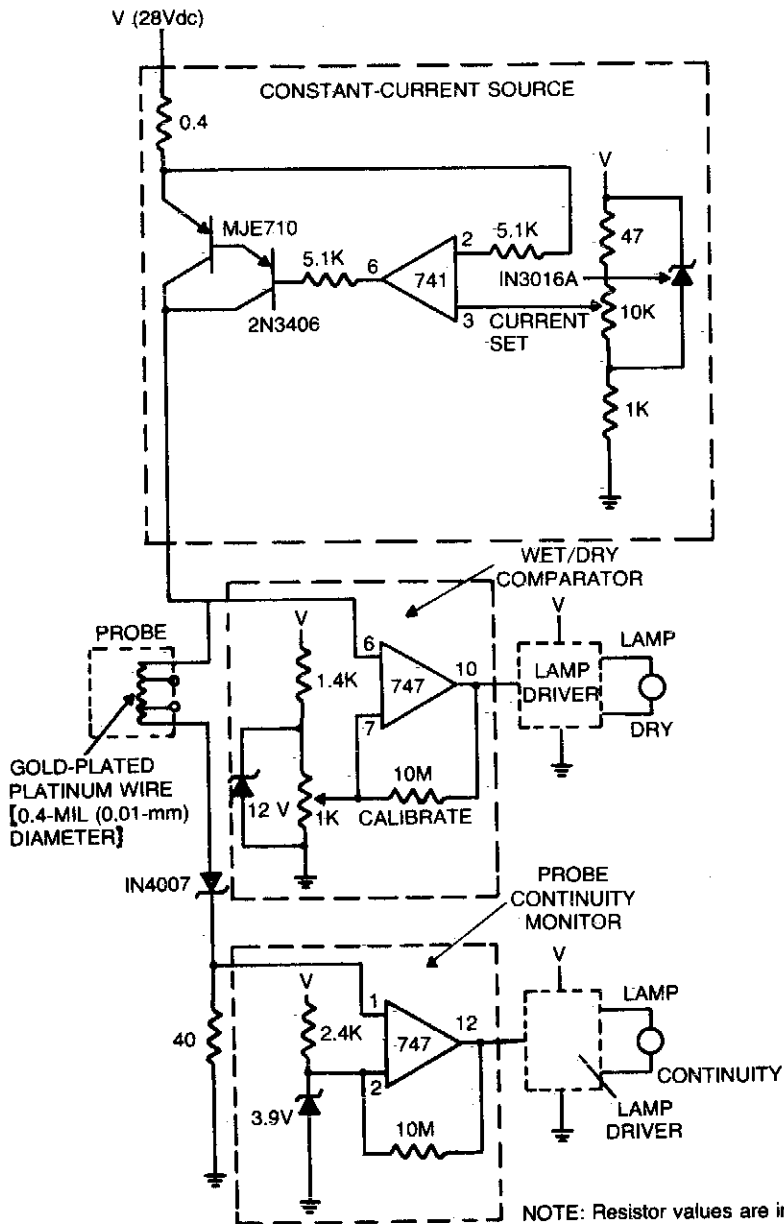 V (28Vdc)
CONSTANT-CURRENT SOURCE
0.4
V
MJE710
2
5.1K
47
5.1K
6
741
IN3016A
10K
2N3406
3
CURRENT
SET
1K
WET/DRY
COMPARATOR
PROBE
V
V
6
LAMP
1.4K
747
10
LAMP
DRIVER
7
DRY
GOLD-PLATED
PLATINUM WIRE
[0.4-MIL (0.01-mm)
DIAMETER]
10M
12 V
1K
CALIBRATE
PROBE
CONTINUITY
MONITOR
IN4007
V
V
1
12
LAMP
40
2.4K
747
2
CONTINUITY
3.9V
10M
LAMP
DRIVER
NOTE: Resistor values are in